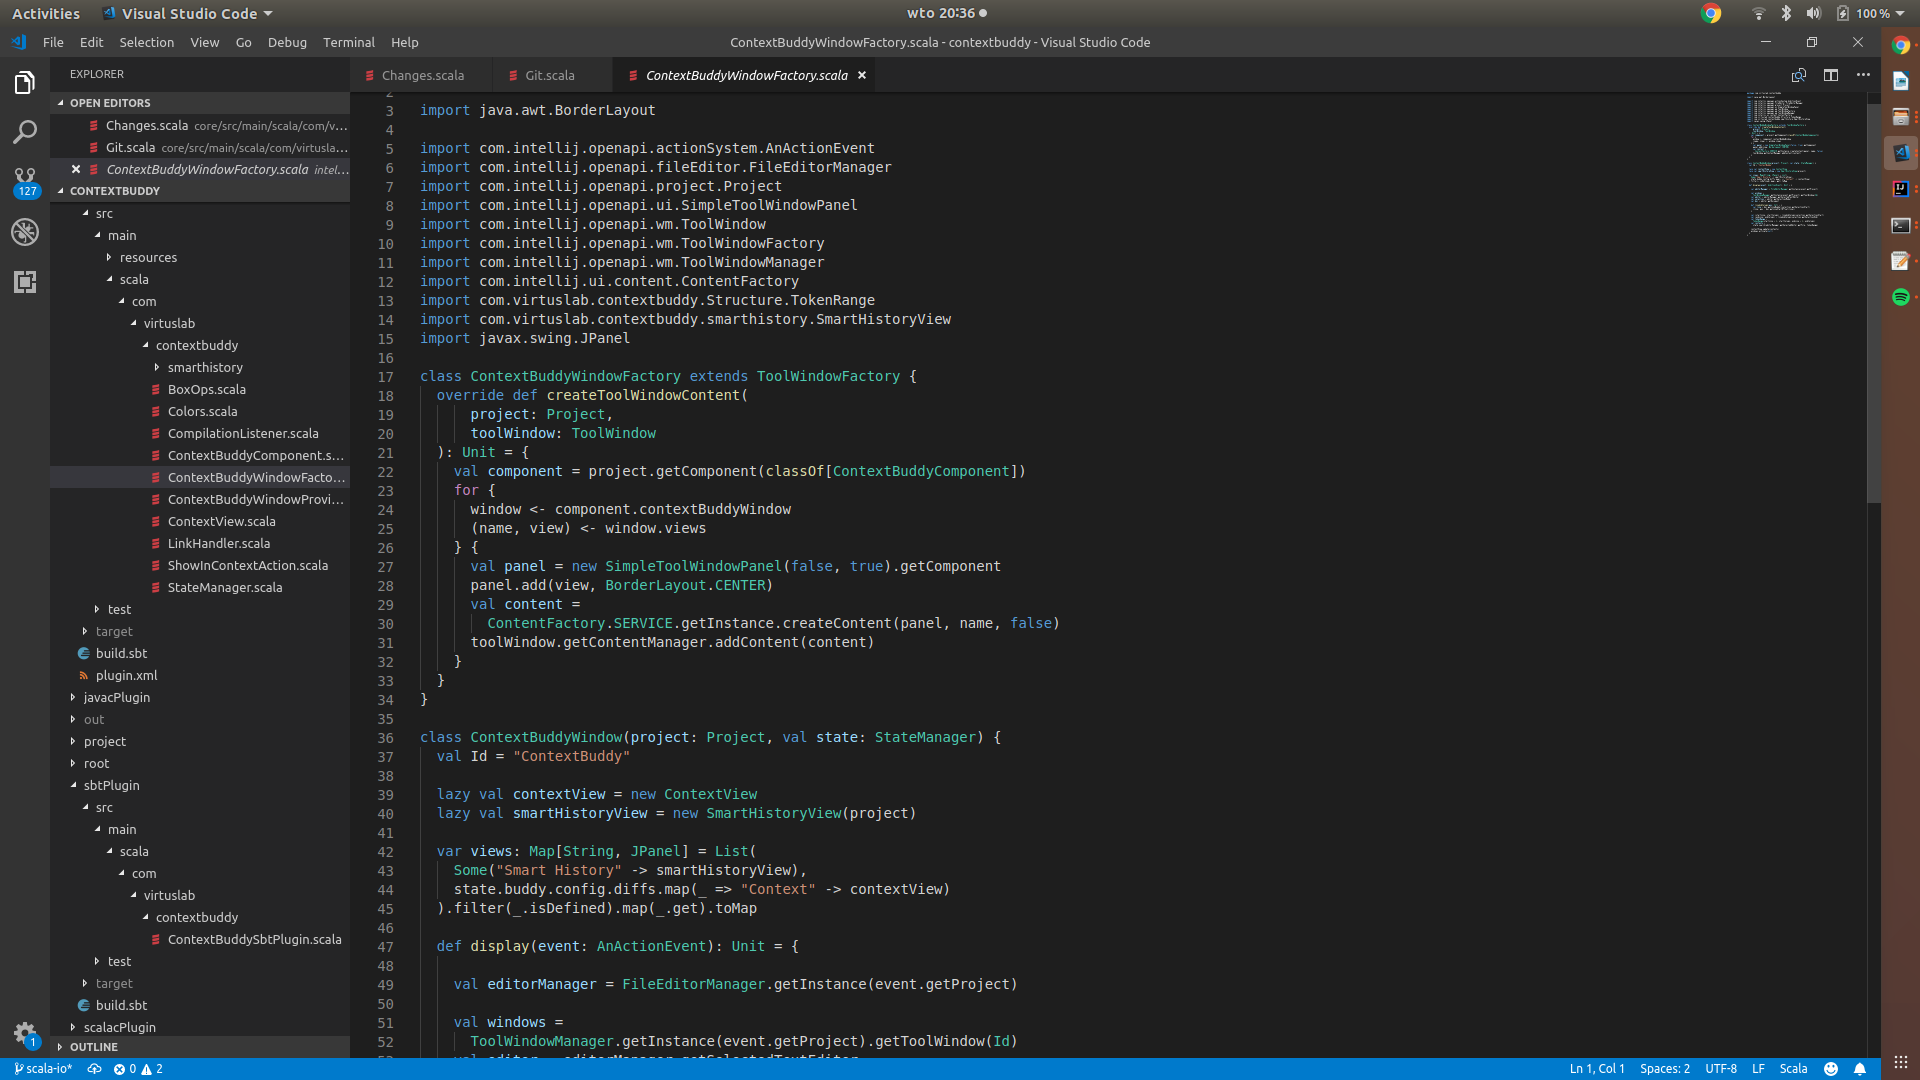 Activities Visual Studio Code wto 20:36 100 %
File Edit Selection View Go Debug Terminal Help ContextBuddyWindowFactory.scala - contextbuddy - Visual Studio Code
EXPLORER
OPEN EDITORS
Changes.scala core/src/main/scala/com/v...
Git.scala core/src/main/scala/com/virtusla...
ContextBuddyWindowFactory.scala intel...
127
CONTEXTBUDDY
src
main
resources
scala
com
virtuslab
contextbuddy
smarthistory
BoxOps.scala
Colors.scala
CompilationListener.scala
ContextBuddyComponent.s...
ContextBuddyWindowFacto...
ContextBuddyWindowProvi...
ContextView.scala
LinkHandler.scala
ShowInContextAction.scala
StateManager.scala
test
target
build.sbt
plugin.xml
javacPlugin
out
project
root
sbtPlugin
src
main
scala
com
virtuslab
contextbuddy
ContextBuddySbtPlugin.scala
test
target
build.sbt
scalacPlugin
1
OUTLINE
Changes.scala Git.scala ContextBuddyWindowFactory.scala
2
3 import java.awt.BorderLayout
4
5 import com.intellij.openapi.actionSystem.AnActionEvent
6 import com.intellij.openapi.fileEditor.FileEditorManager
7 import com.intellij.openapi.project.Project
8 import com.intellij.openapi.ui.SimpleToolWindowPanel
9 import com.intellij.openapi.wm.ToolWindow
10 import com.intellij.openapi.wm.ToolWindowFactory
11 import com.intellij.openapi.wm.ToolWindowManager
12 import com.intellij.ui.content.ContentFactory
13 import com.virtuslab.contextbuddy.Structure.TokenRange
14 import com.virtuslab.contextbuddy.smarthistory.SmartHistoryView
15 import javax.swing.JPanel
16
17 class ContextBuddyWindowFactory extends ToolWindowFactory {
18 override def createToolWindowContent(
19 project: Project,
20 toolWindow: ToolWindow
21 ): Unit = {
22 val component = project.getComponent(classOf[ContextBuddyComponent])
23 for {
24 window <- component.contextBuddyWindow
25 (name, view) <- window.views
26 } {
27 val panel = new SimpleToolWindowPanel(false, true).getComponent
28 panel.add(view, BorderLayout.CENTER)
29 val content =
30 ContentFactory.SERVICE.getInstance.createContent(panel, name, false)
31 toolWindow.getContentManager.addContent(content)
32 }
33 }
34 }
35
36 class ContextBuddyWindow(project: Project, val state: StateManager) {
37 val Id = "ContextBuddy"
38
39 lazy val contextView = new ContextView
40 lazy val smartHistoryView = new SmartHistoryView(project)
41
42 var views: Map[String, JPanel] = List(
43 Some("Smart History" -> smartHistoryView),
44 state.buddy.config.diffs.map(_ => "Context" -> contextView)
45 ).filter(_.isDefined).map(_.get).toMap
46
47 def display(event: AnActionEvent): Unit = {
48
49 val editorManager = FileEditorManager.getInstance(event.getProject)
50
51 val windows =
52 ToolWindowManager.getInstance(event.getProject).getToolWindow(Id)
53 val editor = editorManager.getSelectedTextEditor
scala-io* 0 2 Ln 1, Col 1 Spaces: 2 UTF-8 LF Scala